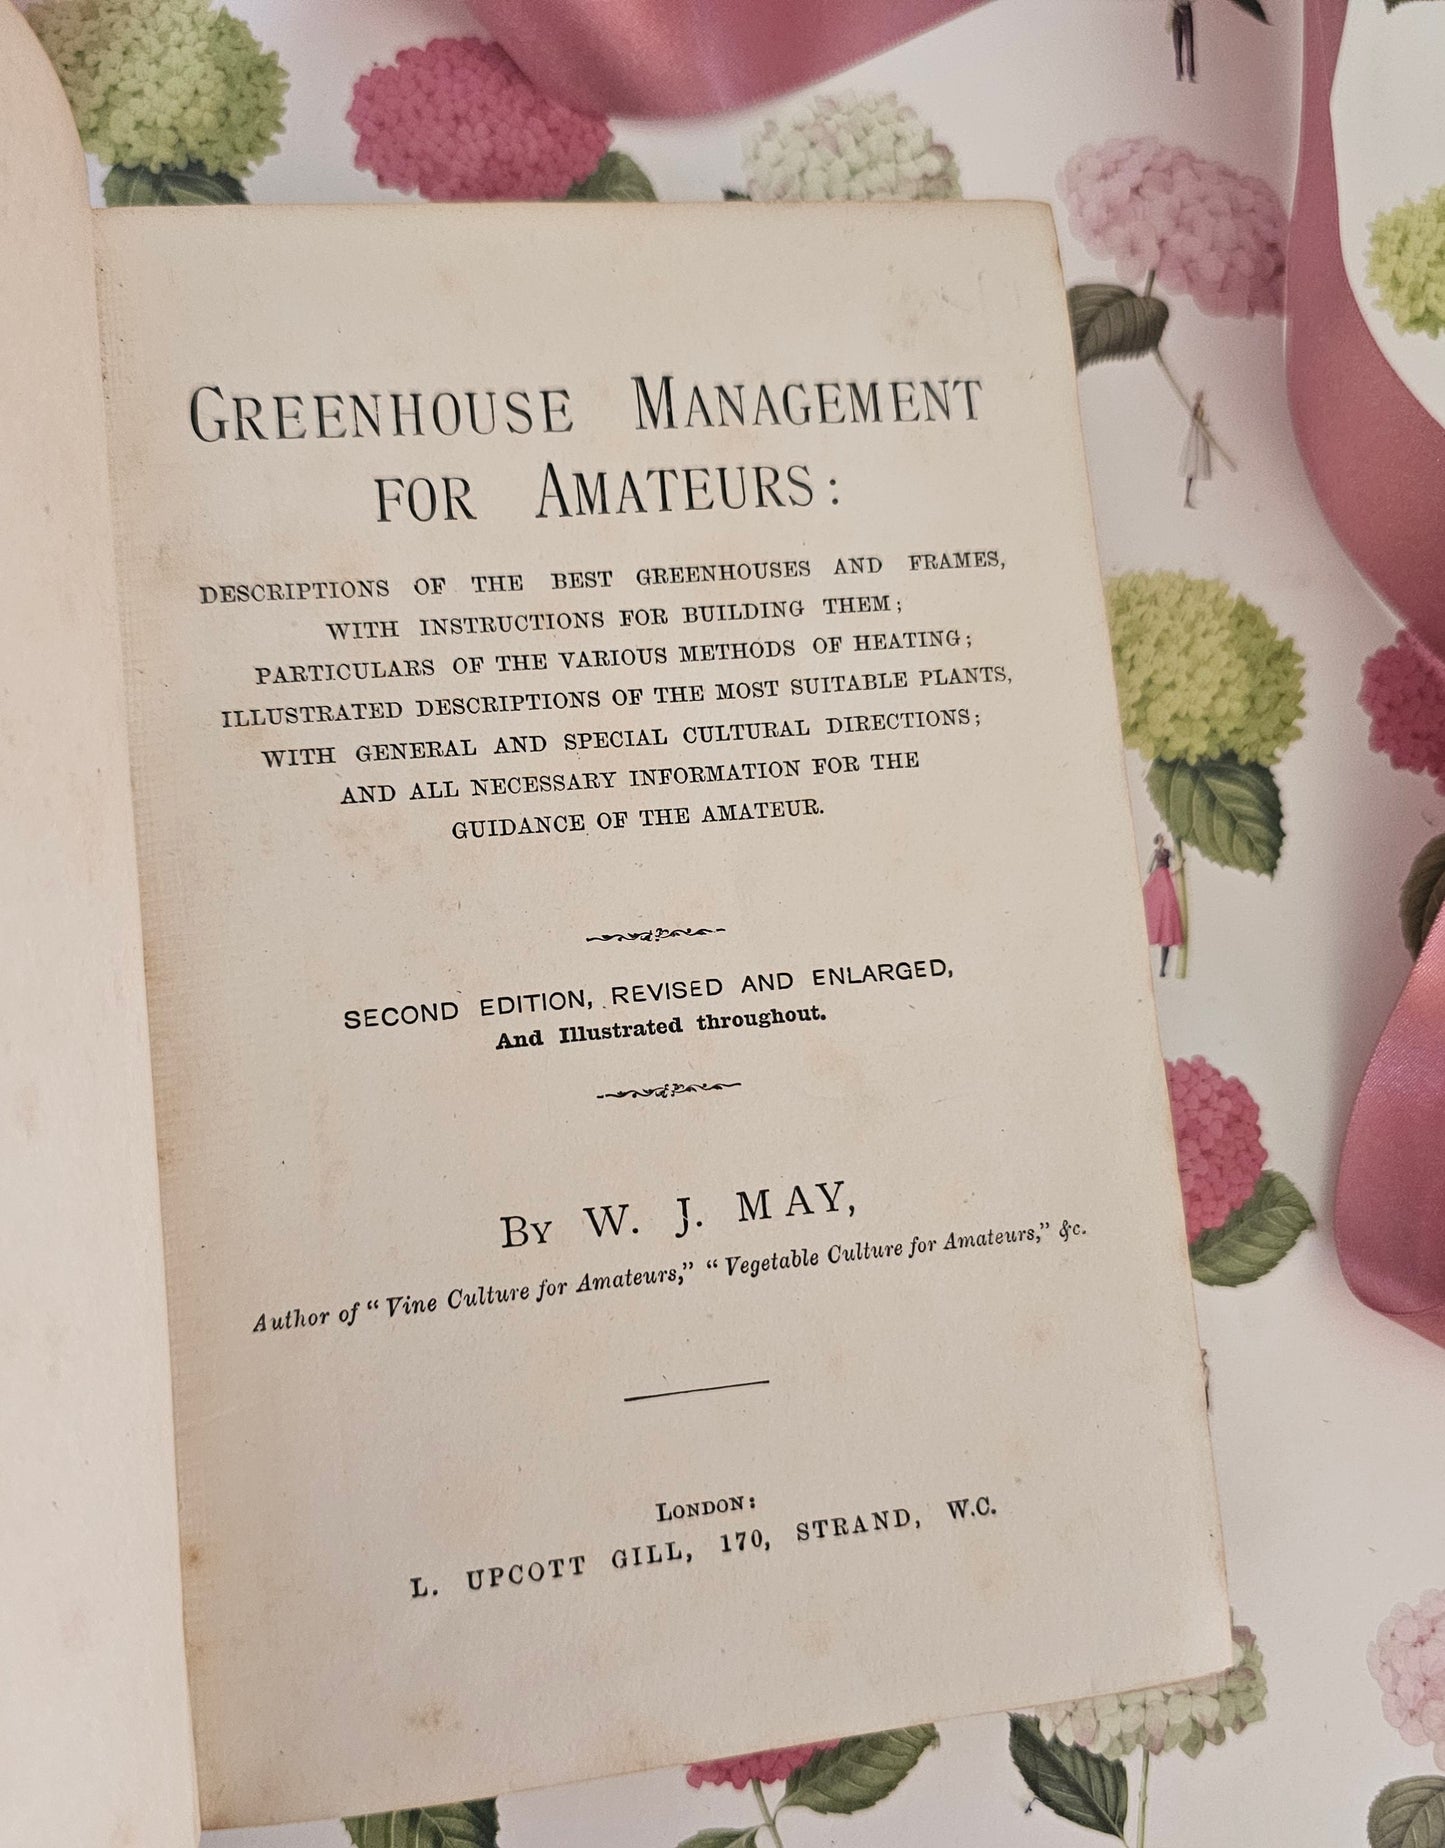 GREENHOUSE MANAGEMENT
FOR AMATEURS:
DESCRIPTIONS OF THE BEST GREENHOUSES AND FRAMES,
WITH INSTRUCTIONS FOR BUILDING THEM;
PARTICULARS OF THE VARIOUS METHODS OF HEATING;
ILLUSTRATED DESCRIPTIONS OF THE MOST SUITABLE PLANTS,
WITH GENERAL AND SPECIAL CULTURAL DIRECTIONS;
AND ALL NECESSARY INFORMATION FOR THE
GUIDANCE OF THE AMATEUR.
SECOND EDITION, REVISED AND ENLARGED,
And Illustrated throughout.
BY W. J. MAY,
Author of “Vine Culture for Amateurs,” “Vegetable Culture for Amateurs,” &c.
LONDON:
L. UPCOTT GILL, 170, STRAND, W.C.